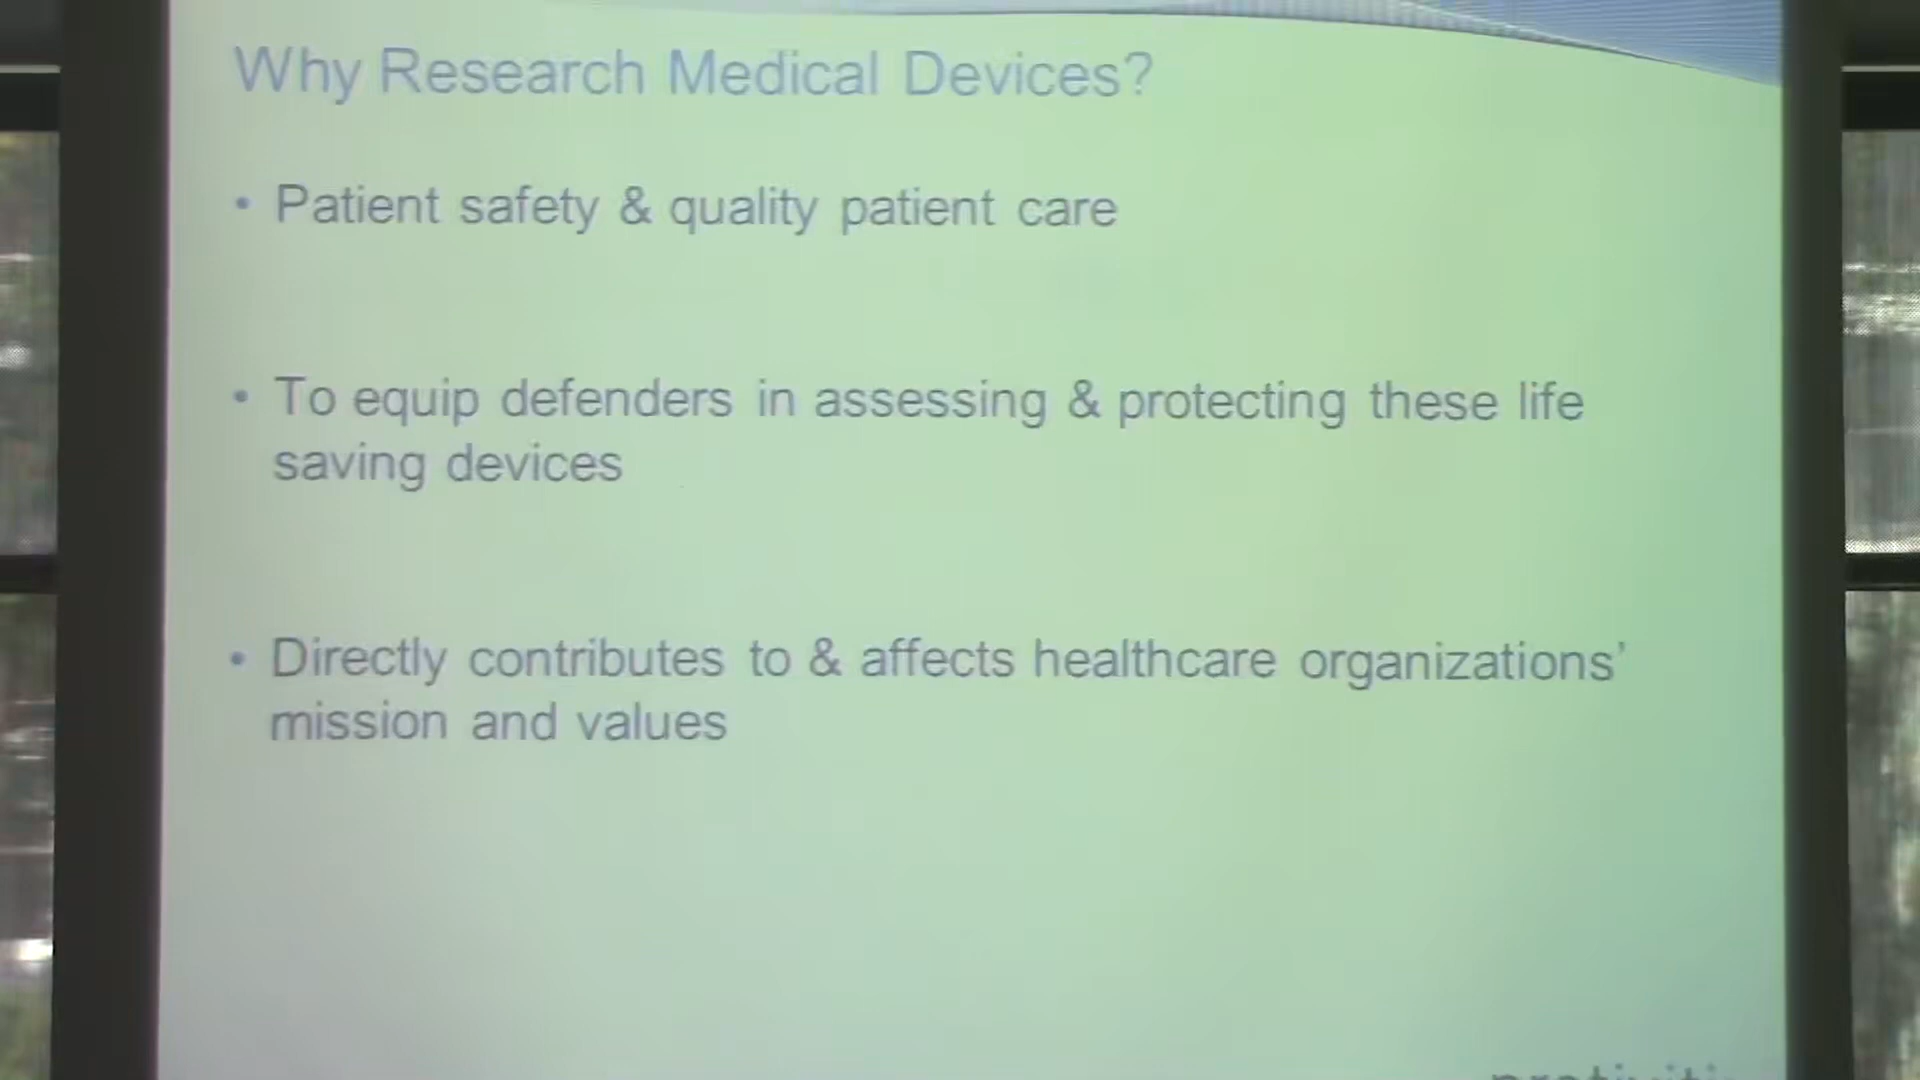 Why Research Medical Devices?
• Patient safety & quality patient care
• To equip defenders in assessing & protecting these life
saving devices
• Directly contributes to & affects healthcare organizations'
mission and values